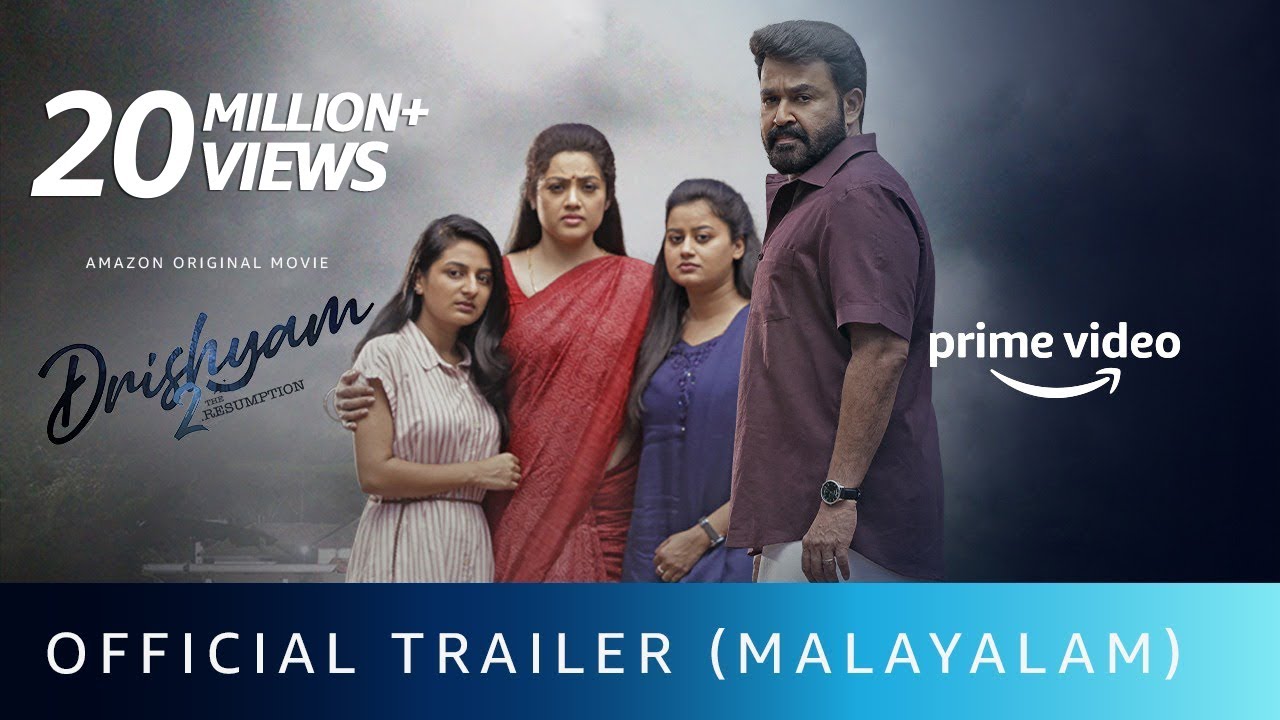 20 MILLION+
VIEWS
AMAZON ORIGINAL MOVIE
Drishyam
2 THE
RESUMPTION
prime video
OFFICIAL TRAILER (MALAYALAM)